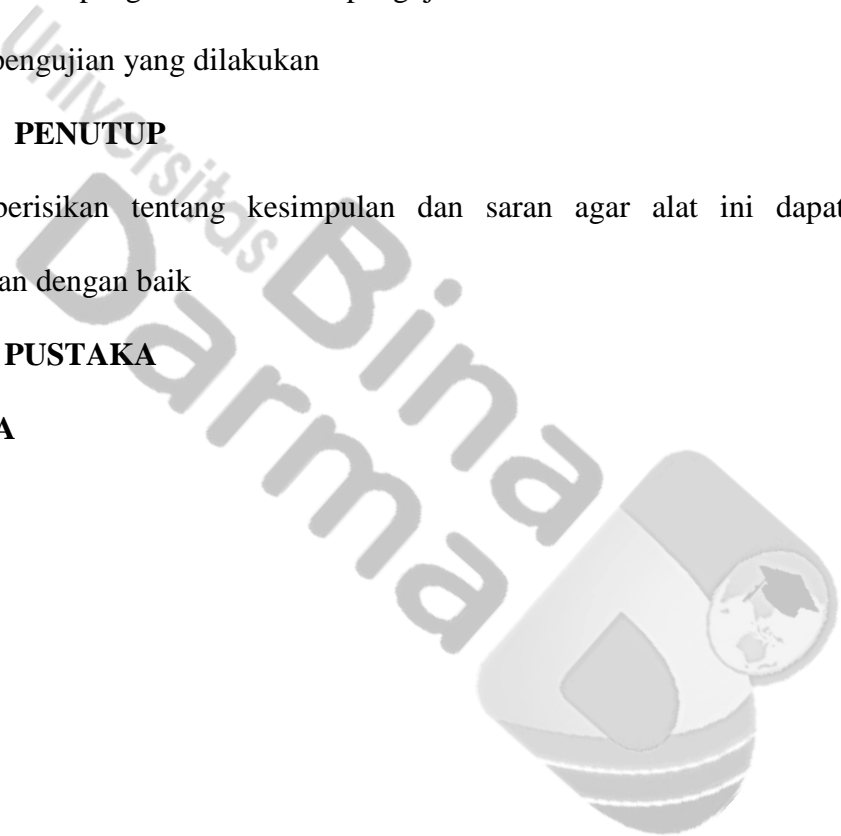 pengujian yang dilakukan
PENUTUP
berisikan tentang kesimpulan dan saran agar alat ini dapat
dengan baik
PUSTAKA
A
Universitas
Bina
Darma